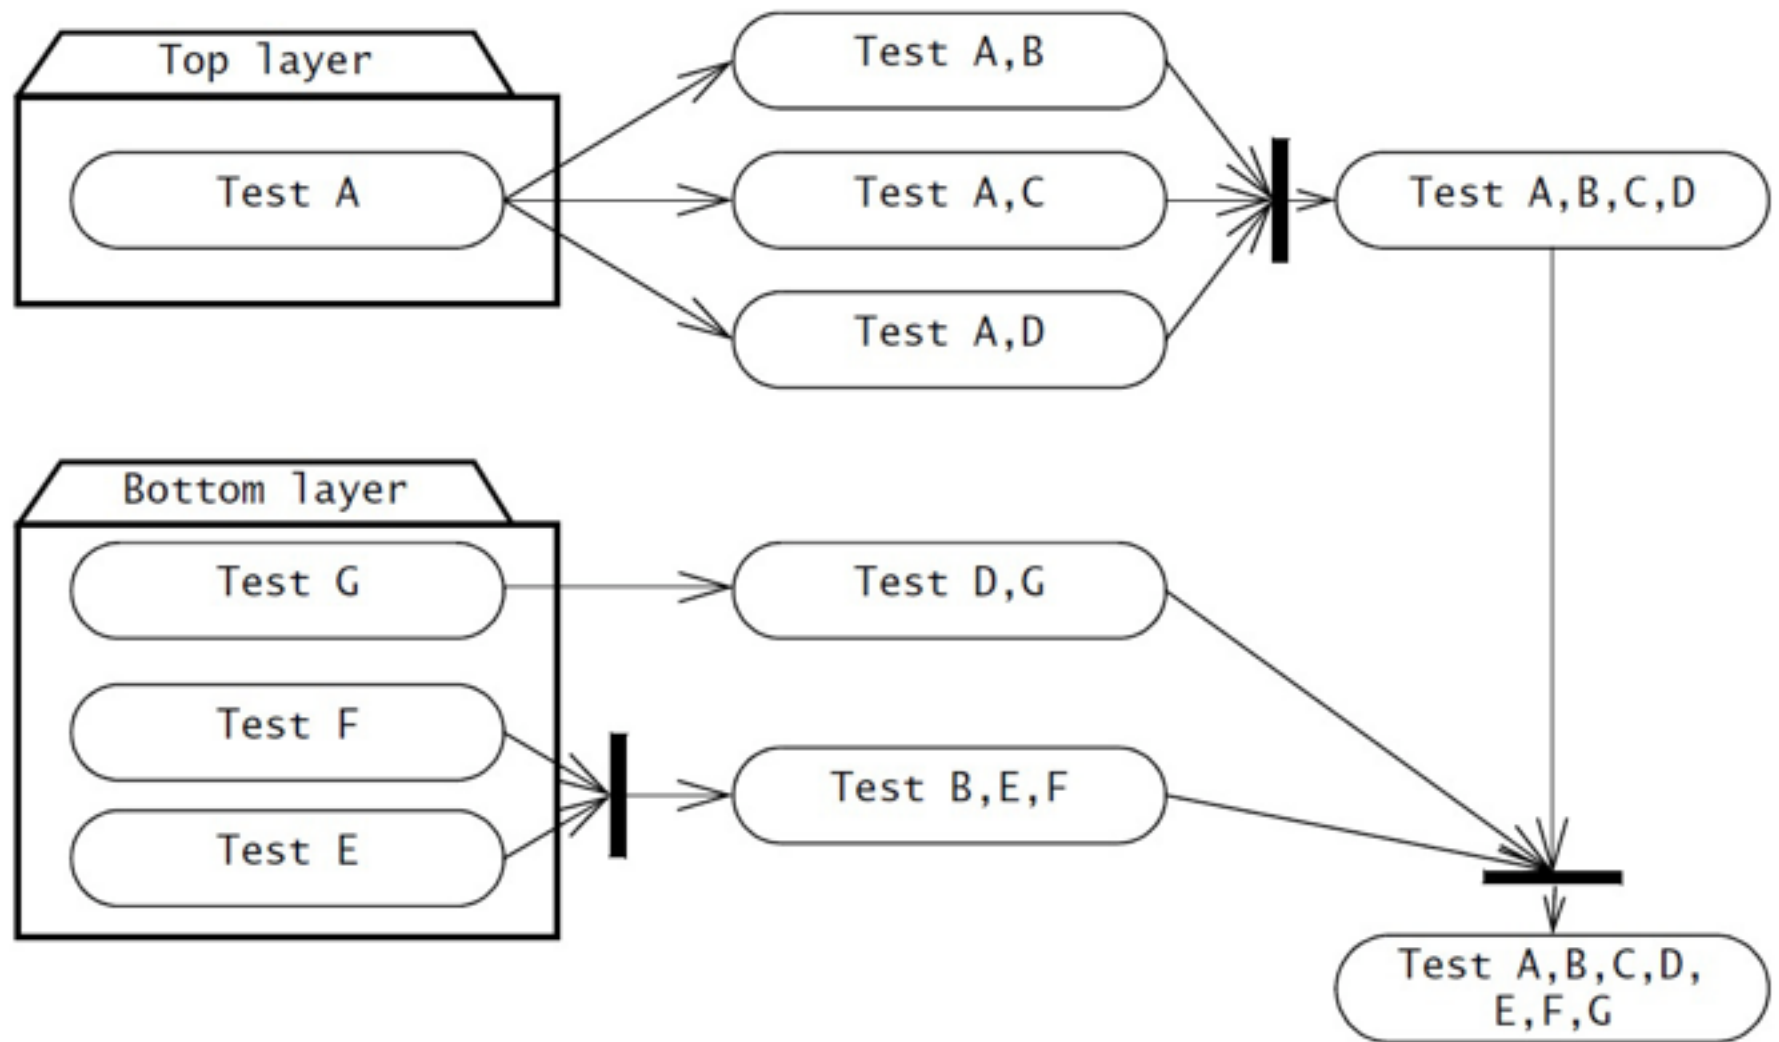 Top layer
Test A
Test A,B
Test A,C
Test A,D
Test A,B,C,D
Bottom layer
Test G
Test F
Test E
Test D,G
Test B,E,F
Test A,B,C,D,
E,F,G